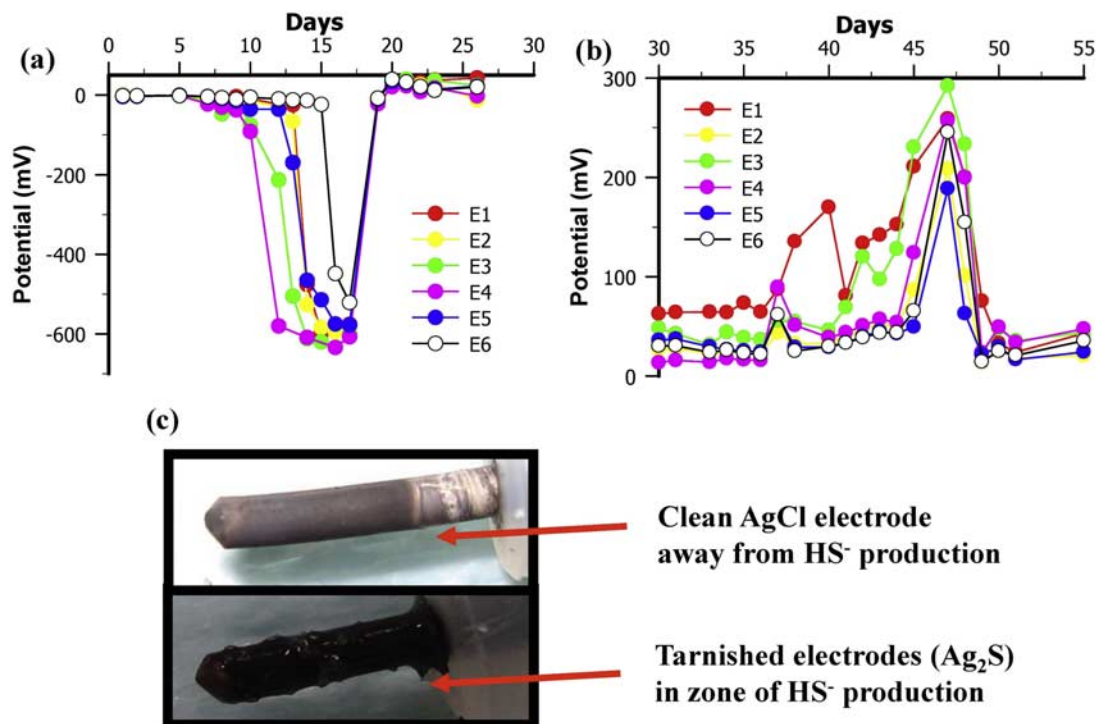 Days
(a)
0 5 10 15 20 25 30
0
-200
-400
-600
Potential (mV)
E1
E2
E3
E4
E5
E6
Days
(b)
30 35 40 45 50 55
300
200
100
0
Potential (mV)
E1
E2
E3
E4
E5
E6
(c)
Clean AgCl electrode
away from HS⁻ production
Tarnished electrodes (Ag₂S)
in zone of HS⁻ production